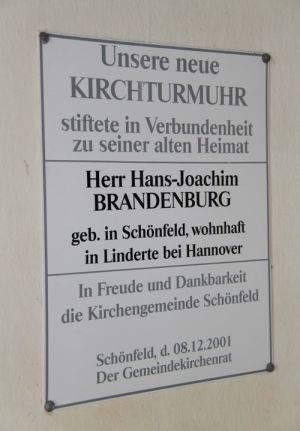 Unsere neue
KIRCHTURMUHR
stiftete in Verbundenheit
zu seiner alten Heimat
Herr Hans-Joachim
BRANDENBURG
geb. in Schönfeld, wohnhaft
in Linderte bei Hannover
In Freude und Dankbarkeit
die Kirchengemeinde Schönfeld
Schönfeld, d. 08.12.2001
Der Gemeindekirchenrat